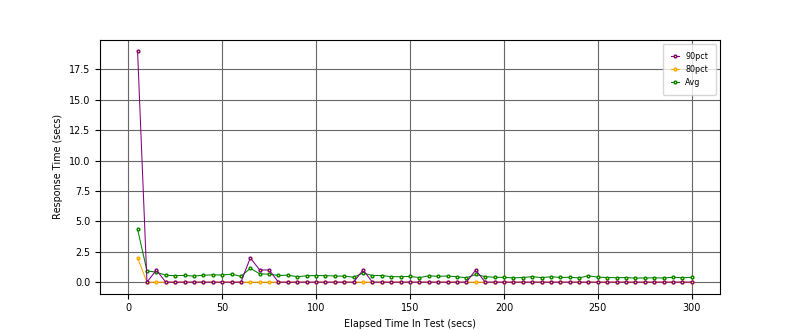 90pct
80pct
Avg
17.5
15.0
12.5
10.0
7.5
5.0
2.5
0.0
Response Time (secs)
0 50 100 150 200 250 300
Elapsed Time In Test (secs)